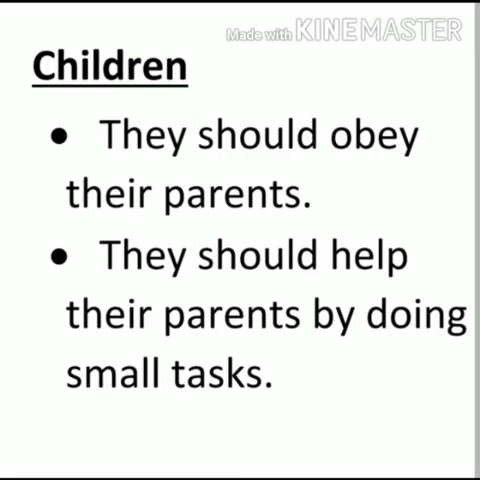 Made with KINEMASTER
Children
• They should obey
their parents.
• They should help
their parents by doing
small tasks.